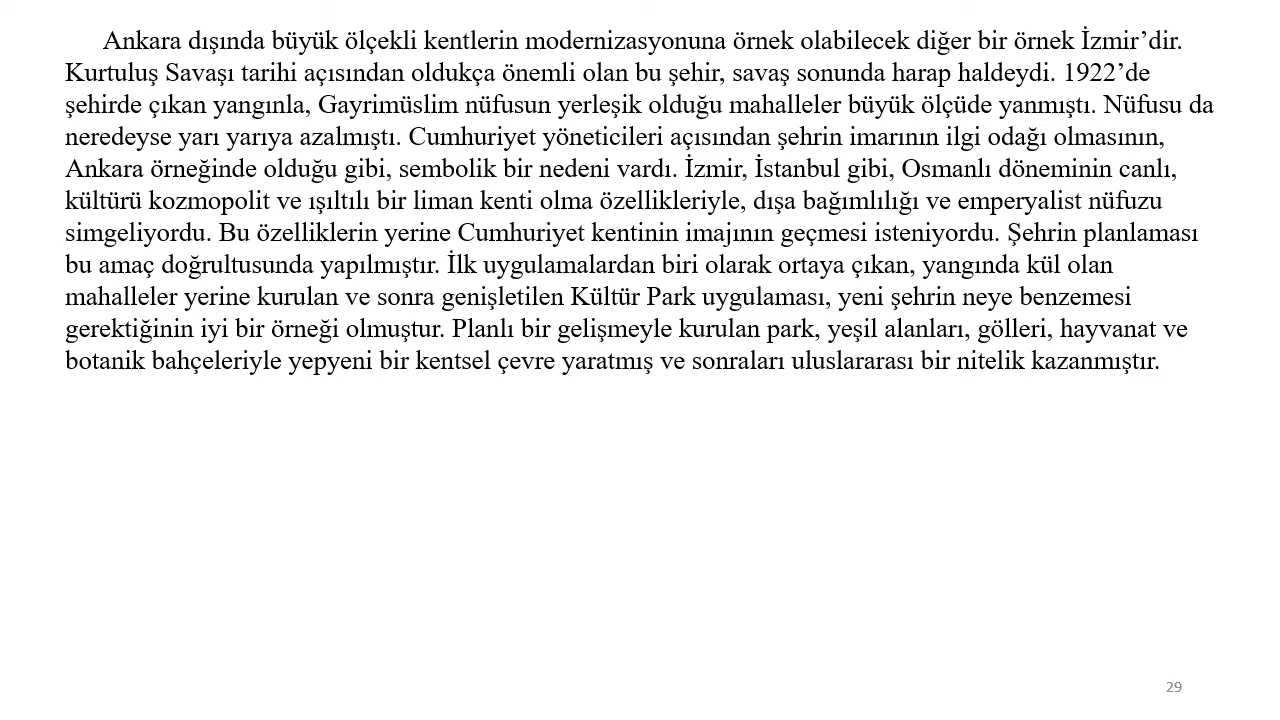 Ankara dışında büyük ölçekli kentlerin modernizasyonuna örnek olabilecek diğer bir örnek İzmir’dir.
Kurtuluş Savaşı tarihi açısından oldukça önemli olan bu şehir, savaş sonunda harap haldeydi. 1922’de
şehirde çıkan yangınla, Gayrimüslim nüfusun yerleşik olduğu mahalleler büyük ölçüde yanmıştı. Nüfusu da
neredeyse yarı yarıya azalmıştı. Cumhuriyet yöneticileri açısından şehrin imarının ilgi odağı olmasının,
Ankara örneğinde olduğu gibi, sembolik bir nedeni vardı. İzmir, İstanbul gibi, Osmanlı döneminin canlı,
kültürü kozmopolit ve ışıltılı bir liman kenti olma özellikleriyle, dışa bağımlılığı ve emperyalist nüfuzu
simgeliyordu. Bu özelliklerin yerine Cumhuriyet kentinin imajının geçmesi isteniyordu. Şehrin planlaması
bu amaç doğrultusunda yapılmıştır. İlk uygulamalardan biri olarak ortaya çıkan, yangında kül olan
mahalleler yerine kurulan ve sonra genişletilen Kültür Park uygulaması, yeni şehrin neye benzemesi
gerektiğinin iyi bir örneği olmuştur. Planlı bir gelişmeyle kurulan park, yeşil alanları, gölleri, hayvanat ve
botanik bahçeleriyle yepyeni bir kentsel çevre yaratmış ve sonraları uluslararası bir nitelik kazanmıştır.
29